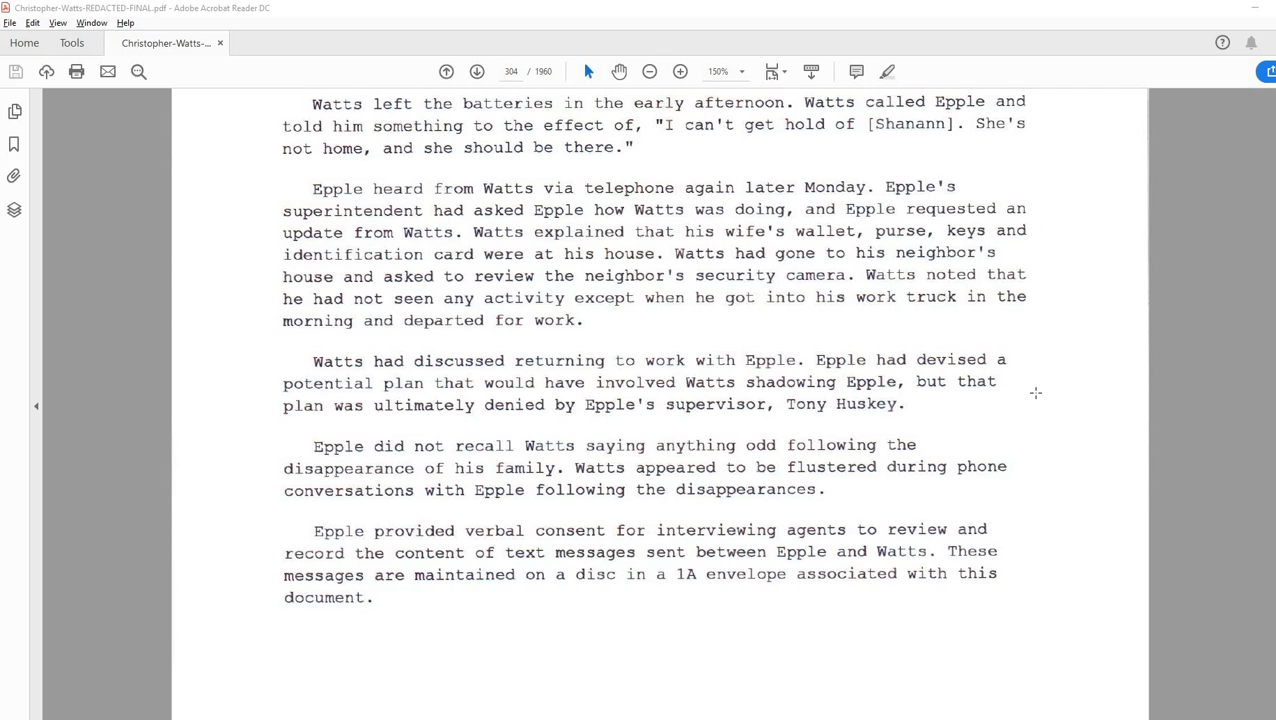 Christopher-Watts-REDACTED-FINAL.pdf - Adobe Acrobat Reader DC
File Edit View Window Help
Home Tools Christopher-Watts-... ×
304 / 1960 150%
Watts left the batteries in the early afternoon. Watts called Epple and
told him something to the effect of, "I can't get hold of [Shanann]. She's
not home, and she should be there."
Epple heard from Watts via telephone again later Monday. Epple's
superintendent had asked Epple how Watts was doing, and Epple requested an
update from Watts. Watts explained that his wife's wallet, purse, keys and
identification card were at his house. Watts had gone to his neighbor's
house and asked to review the neighbor's security camera. Watts noted that
he had not seen any activity except when he got into his work truck in the
morning and departed for work.
Watts had discussed returning to work with Epple. Epple had devised a
potential plan that would have involved Watts shadowing Epple, but that
plan was ultimately denied by Epple's supervisor, Tony Huskey.
Epple did not recall Watts saying anything odd following the
disappearance of his family. Watts appeared to be flustered during phone
conversations with Epple following the disappearances.
Epple provided verbal consent for interviewing agents to review and
record the content of text messages sent between Epple and Watts. These
messages are maintained on a disc in a 1A envelope associated with this
document.